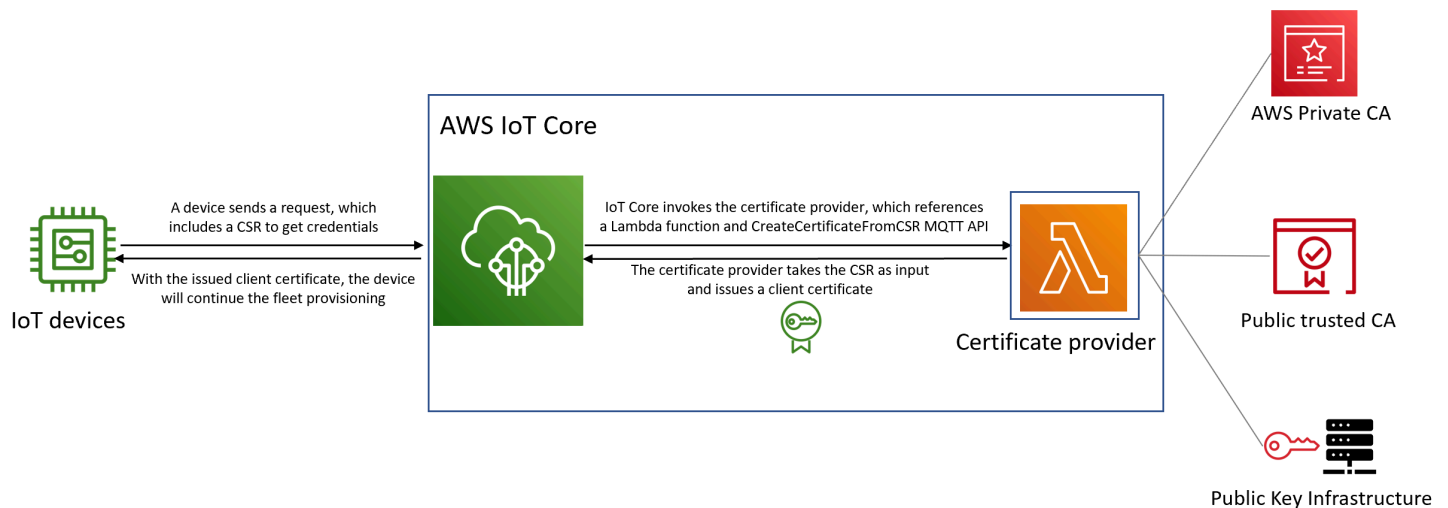 AWS IoT Core
A device sends a request, which
includes a CSR to get credentials
With the issued client certificate, the device
will continue the fleet provisioning
IoT devices
IoT Core invokes the certificate provider, which references
a Lambda function and CreateCertificateFromCSR MQTT API
The certificate provider takes the CSR as input
and issues a client certificate
Certificate provider
AWS Private CA
Public trusted CA
Public Key Infrastructure